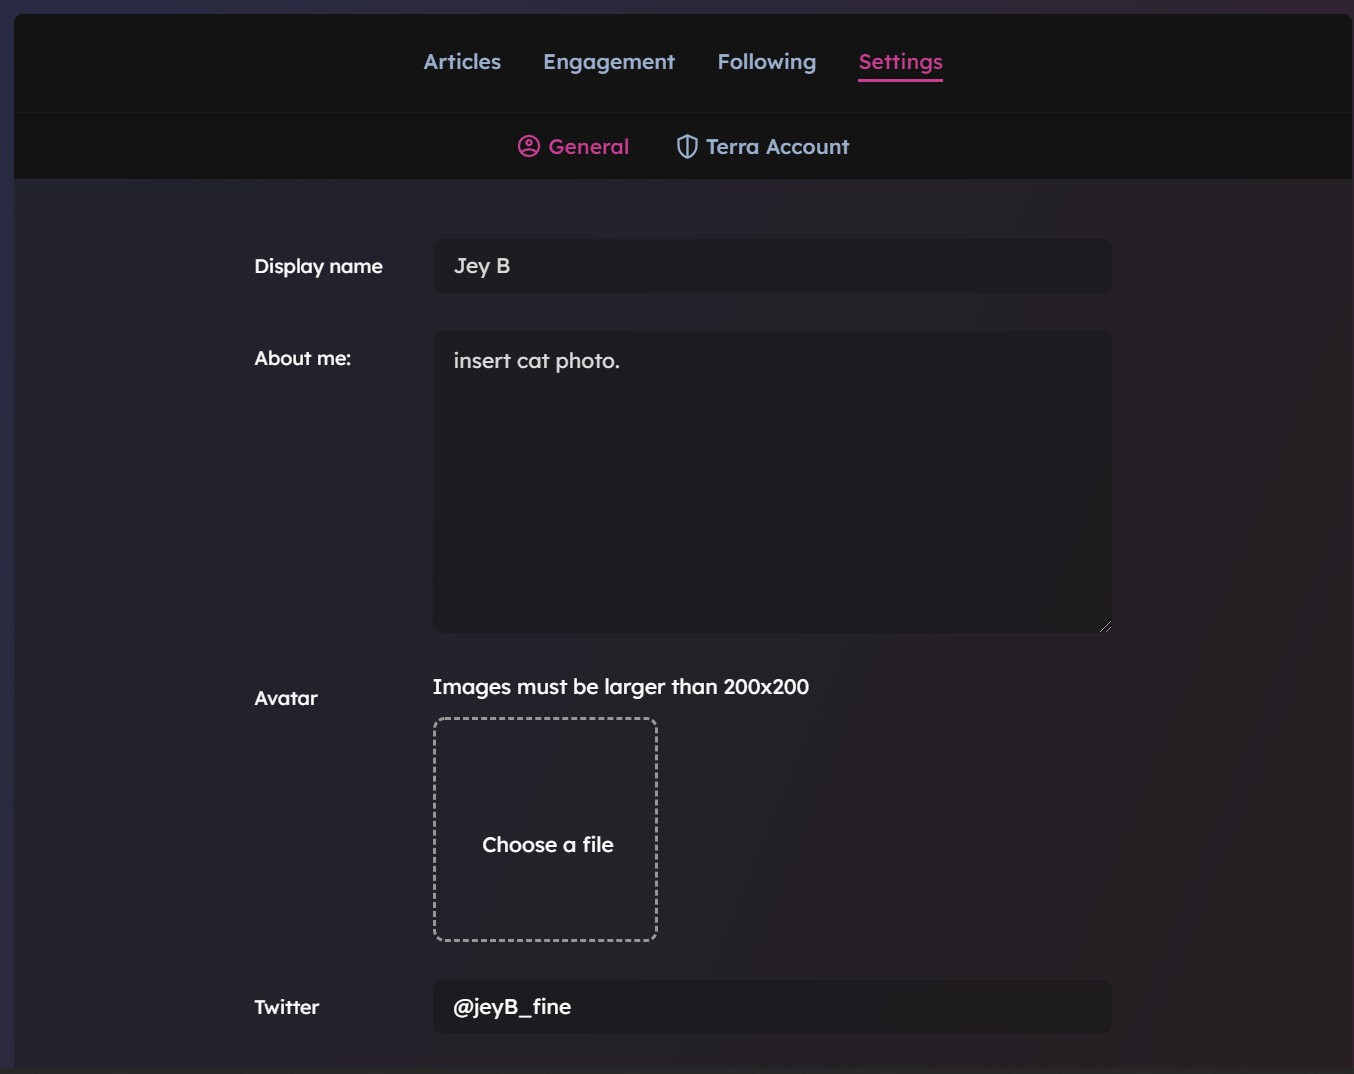 Articles Engagement Following Settings
General Terra Account
Display name Jey B
About me: insert cat photo.
Avatar Images must be larger than 200x200
Choose a file
Twitter @jeyB_fine